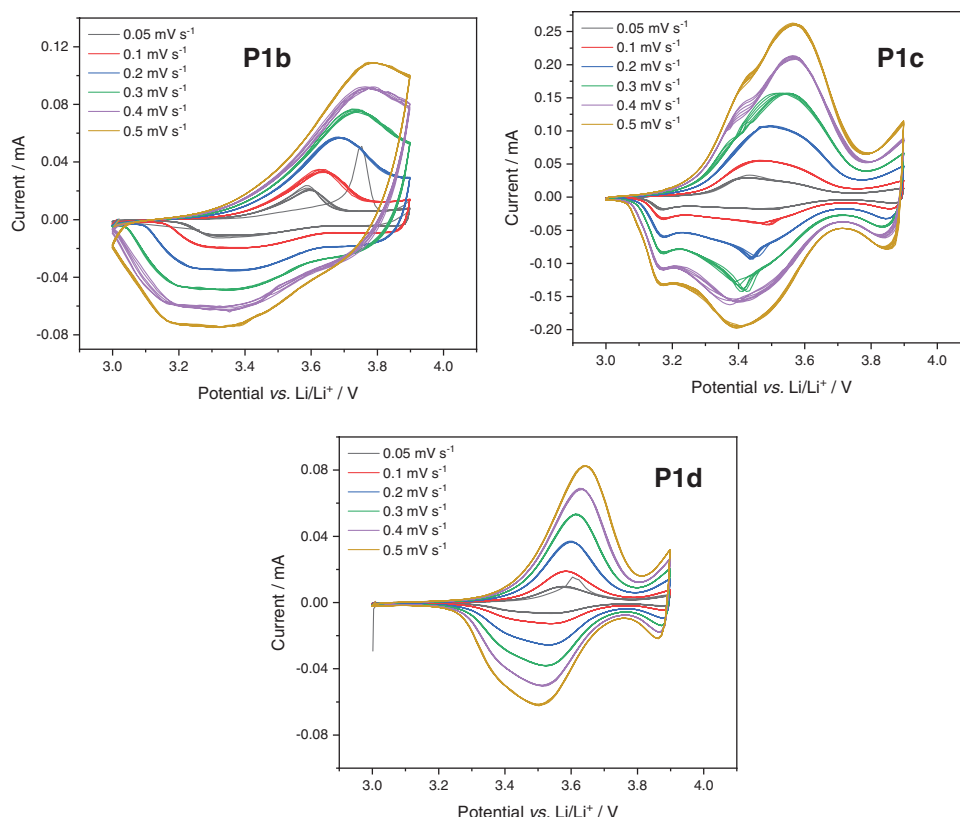 0.05 mV s⁻¹
0.1 mV s⁻¹
0.2 mV s⁻¹
0.3 mV s⁻¹
0.4 mV s⁻¹
0.5 mV s⁻¹
P1b
0.12
0.08
0.04
0.00
-0.04
-0.08
Current / mA
3.0 3.2 3.4 3.6 3.8 4.0
Potential vs. Li/Li⁺ / V
0.05 mV s⁻¹
0.1 mV s⁻¹
0.2 mV s⁻¹
0.3 mV s⁻¹
0.4 mV s⁻¹
0.5 mV s⁻¹
P1c
0.25
0.20
0.15
0.10
0.05
0.00
-0.05
-0.10
-0.15
-0.20
Current / mA
3.0 3.2 3.4 3.6 3.8 4.0
Potential vs. Li/Li⁺ / V
0.05 mV s⁻¹
0.1 mV s⁻¹
0.2 mV s⁻¹
0.3 mV s⁻¹
0.4 mV s⁻¹
0.5 mV s⁻¹
P1d
0.08
0.04
0.00
-0.04
-0.08
Current / mA
3.0 3.2 3.4 3.6 3.8 4.0
Potential vs. Li/Li⁺ / V